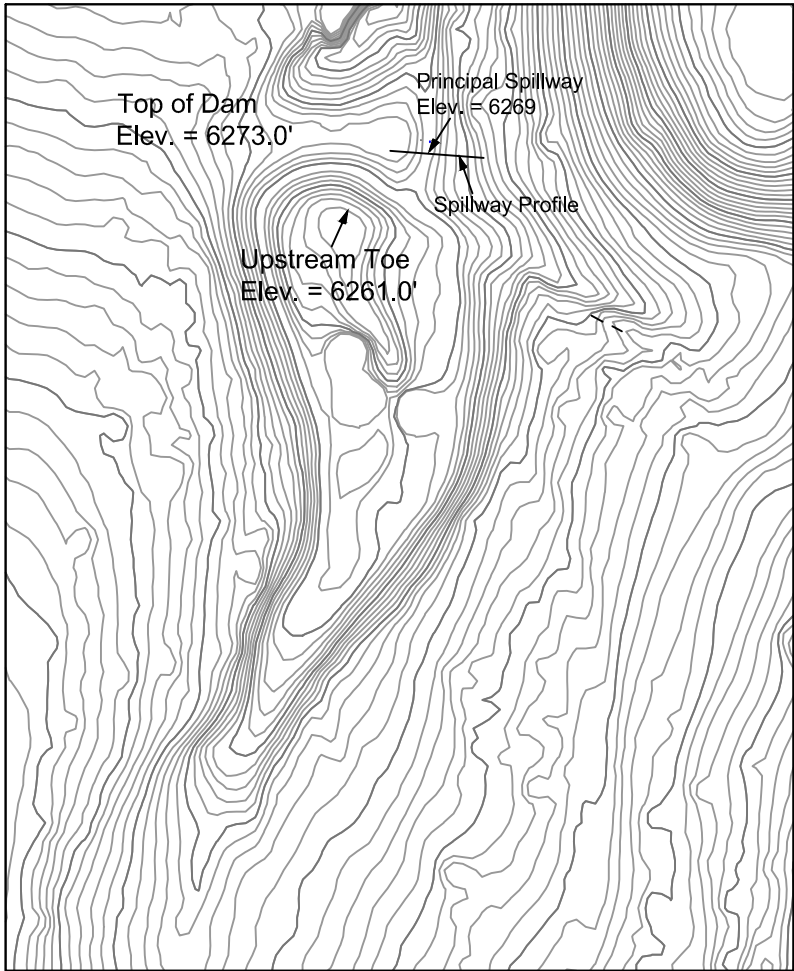 Principal Spillway
Elev. = 6269
Top of Dam
Elev. = 6273.0'
Spillway Profile
Upstream Toe
Elev. = 6261.0'